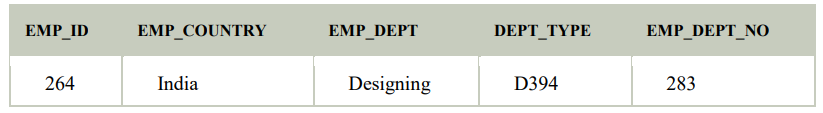 EMP_ID EMP_COUNTRY EMP_DEPT DEPT_TYPE EMP_DEPT_NO
264 India Designing D394 283